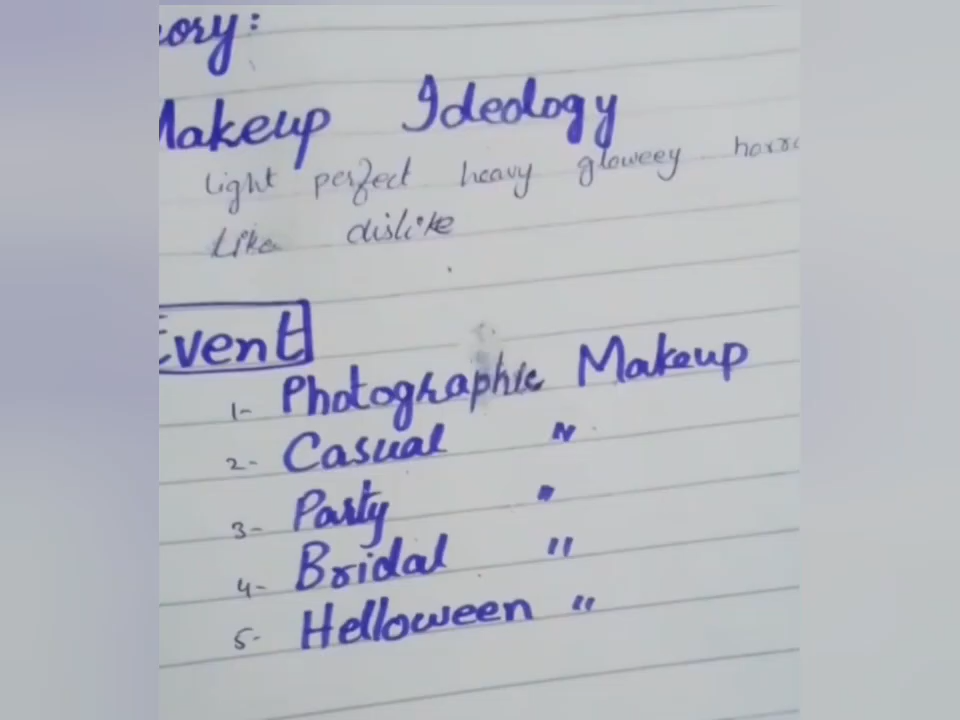 ory:
Makeup Ideology
Light perfect heavy gloweey horro
Like dislike
Event
1- Photographic Makeup
2- Casual "
3- Party "
4- Bridal "
5- Helloween "